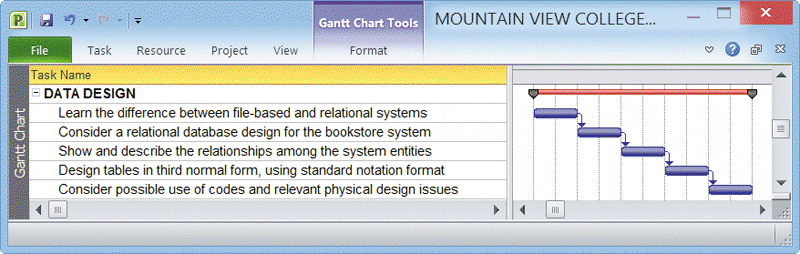 Gantt Chart Tools
MOUNTAIN VIEW COLLEGE...
File Task Resource Project View Format
Gantt Chart
Task Name
DATA DESIGN
Learn the difference between file-based and relational systems
Consider a relational database design for the bookstore system
Show and describe the relationships among the system entities
Design tables in third normal form, using standard notation format
Consider possible use of codes and relevant physical design issues